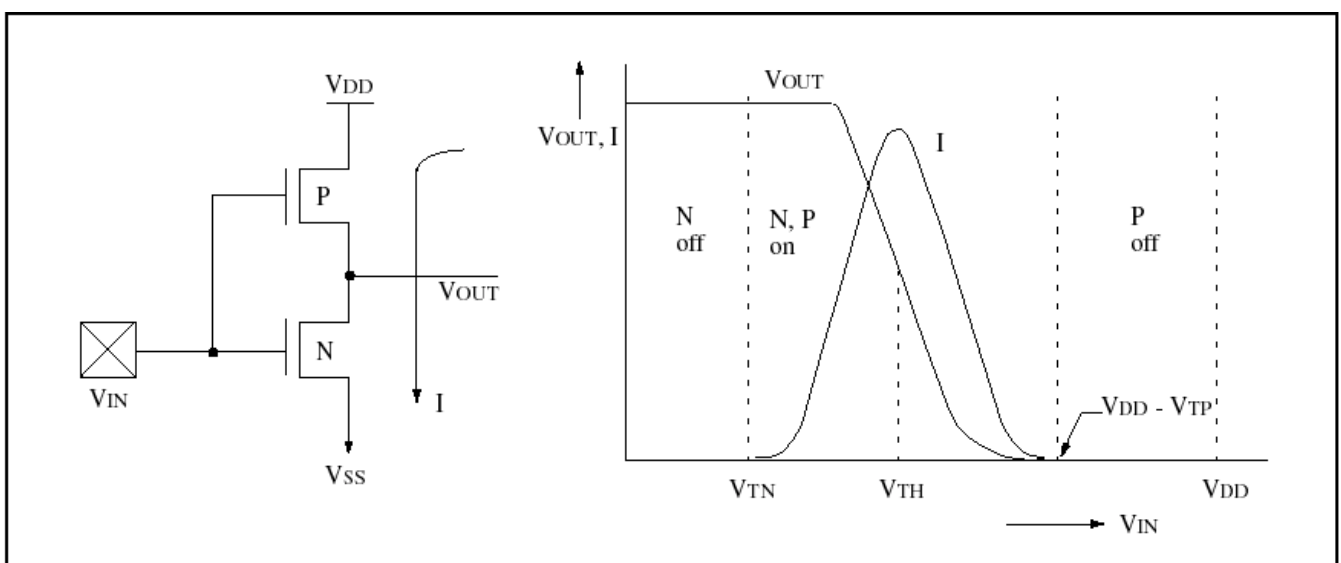 VDD
P
VOUT
N
VIN
I
VSS
VOUT, I
VOUT
I
N
off
N, P
on
P
off
VDD - VTP
VTN
VTH
VDD
VIN